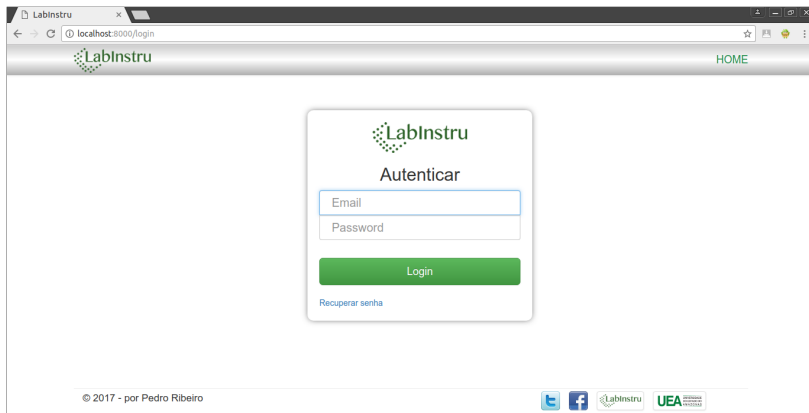 LabInstru
localhost:8000/login
LabInstru
HOME
LabInstru
Autenticar
Email
Password
Login
Recuperar senha
© 2017 - por Pedro Ribeiro
LabInstru
UEA